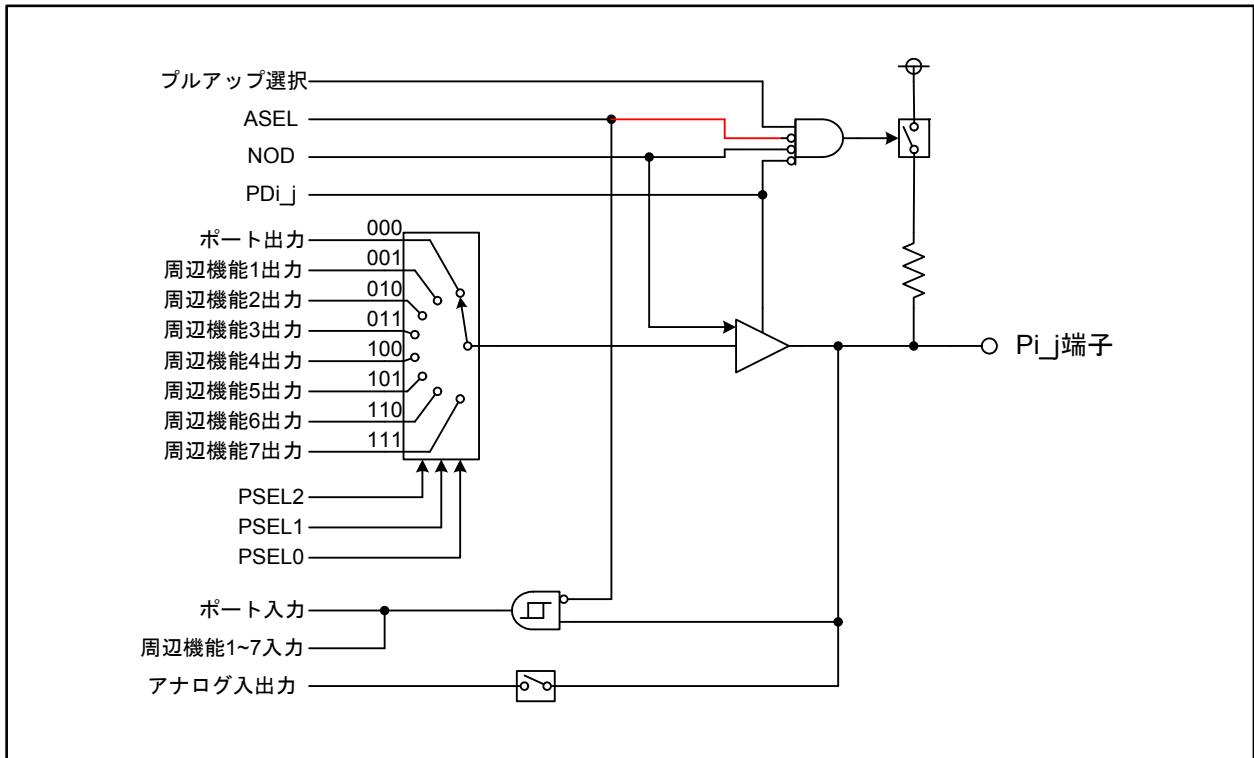 プルアップ選択
ASEL
NOD
PDi_j
ポート出力 000
周辺機能1出力 001
周辺機能2出力 010
周辺機能3出力 011
周辺機能4出力 100
周辺機能5出力 101
周辺機能6出力 110
周辺機能7出力 111
Pi_j端子
PSEL2
PSEL1
PSEL0
ポート入力
周辺機能1~7入力
アナログ入出力